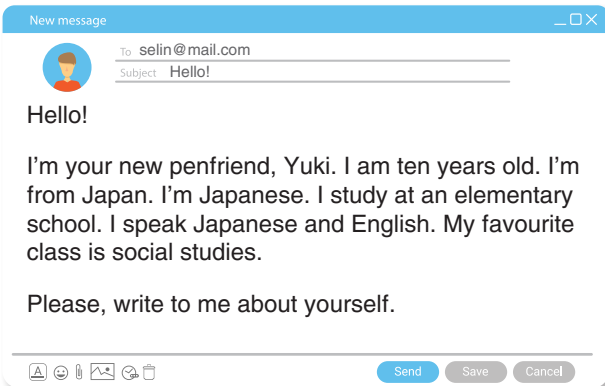 New message
To selin@mail.com
Subject Hello!
Hello!
I'm your new penfriend, Yuki. I am ten years old. I'm
from Japan. I'm Japanese. I study at an elementary
school. I speak Japanese and English. My favourite
class is social studies.
Please, write to me about yourself.
A
Send Save Cancel